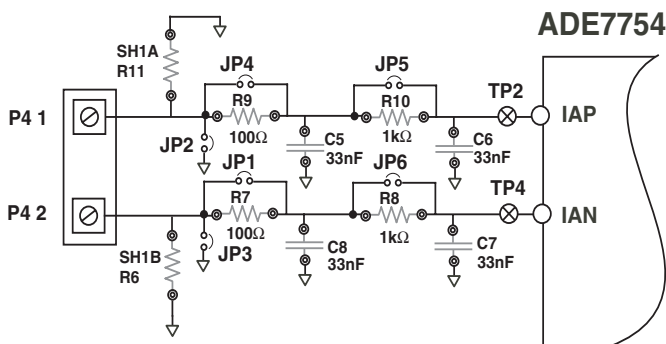 ADE7754
SH1A
R11
JP4
JP5
P4 1
R9
R10
TP2
IAP
JP2
100Ω
C5
33nF
1kΩ
C6
33nF
JP1
JP6
TP4
P4 2
R7
R8
IAN
SH1B
R6
100Ω
JP3
C8
33nF
1kΩ
C7
33nF